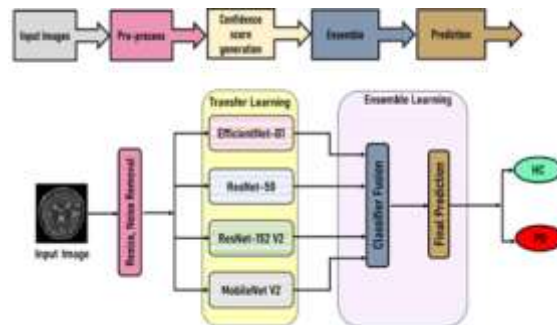 Input Images
Pre-process
Confidence
score
generation
Ensemble
Prediction
Transfer Learning
Ensemble Learning
EfficientNet-B1
ResNet-50
ResNet-152 V2
MobileNet V2
Resize, Noise Removal
Classifier Fusion
Final Prediction
Input Image
HC
PD